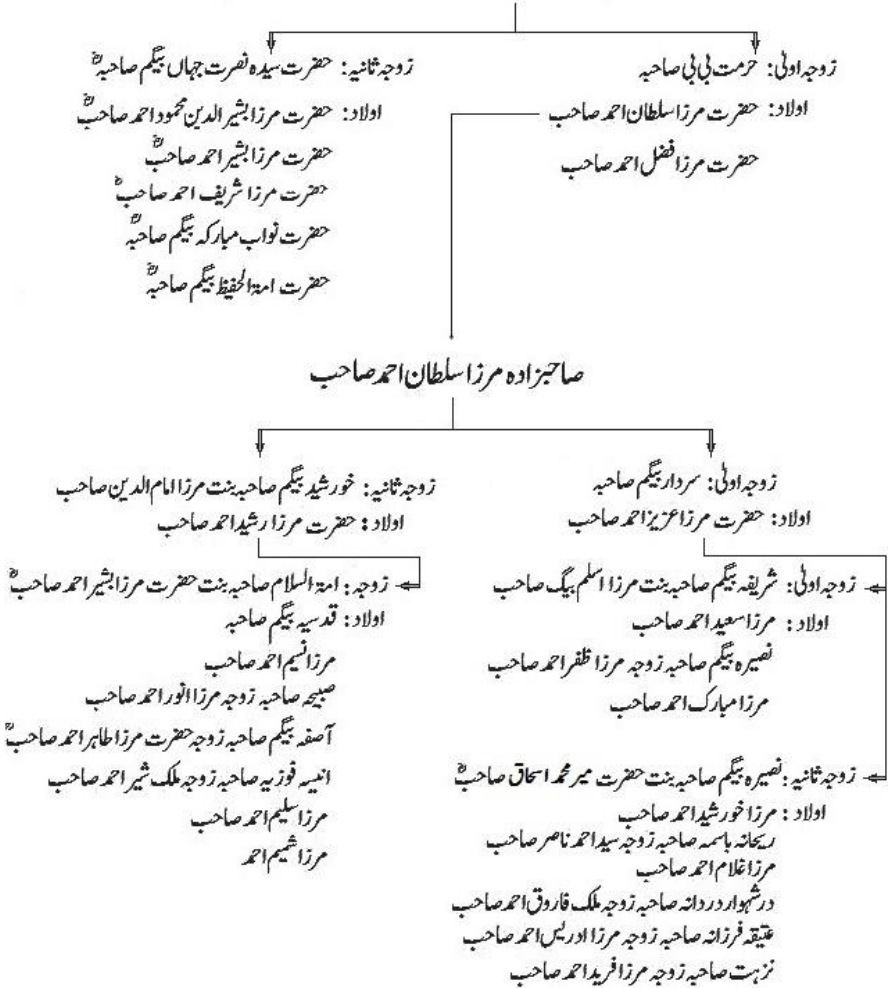 زوجہ اولیٰ: حرمت بی بی صاحبہ
اولاد: حضرت مرزا سلطان احمد صاحب
حضرت مرزا فضل احمد صاحب
زوجہ ثانیہ: حضرت سیدہ نصرت جہاں بیگم صاحبہؓ
اولاد: حضرت مرزا بشیر الدین محمود احمد صاحبؓ
حضرت مرزا بشیر احمد صاحبؓ
حضرت مرزا شریف احمد صاحبؓ
حضرت نواب مبارکہ بیگم صاحبہؓ
حضرت امۃ الحفیظ بیگم صاحبہؓ
صاحبزادہ مرزا سلطان احمد صاحب
زوجہ اولیٰ: سردار بیگم صاحبہ
اولاد: حضرت مرزا عزیز احمد صاحب
زوجہ اولیٰ: شریفہ بیگم صاحبہ بنت مرزا اسلم بیگ صاحب
اولاد: مرزا سعید احمد صاحب
نصیرہ بیگم صاحبہ زوجہ مرزا ظفر احمد صاحب
مرزا مبارک احمد صاحب
زوجہ ثانیہ: نصیرہ بیگم صاحبہ بنت حضرت میر محمد اسحاق صاحبؓ
اولاد: مرزا خورشید احمد صاحب
ریحانہ باسمہ صاحبہ زوجہ سید احمد ناصر صاحب
مرزا غلام احمد صاحب
درشہوار دردانہ صاحبہ زوجہ ملک فاروق احمد صاحب
عتیقہ فرزانہ صاحبہ زوجہ مرزا ادریس احمد صاحب
نزہت صاحبہ زوجہ مرزا فرید احمد صاحب
زوجہ ثانیہ: خورشید بیگم صاحبہ بنت مرزا امام الدین صاحب
اولاد: حضرت مرزا رشید احمد صاحب
زوجہ: امۃ السلام صاحبہ بنت حضرت مرزا بشیر احمد صاحبؓ
اولاد: قدسیہ بیگم صاحبہ
مرزا نسیم احمد صاحب
صبیحہ صاحبہ زوجہ مرزا انور احمد صاحب
آصفہ بیگم صاحبہ زوجہ حضرت مرزا طاہر احمد صاحبؒ
انیسہ فوزیہ صاحبہ زوجہ ملک شیر احمد صاحب
مرزا سلیم احمد صاحب
مرزا شمیم احمد